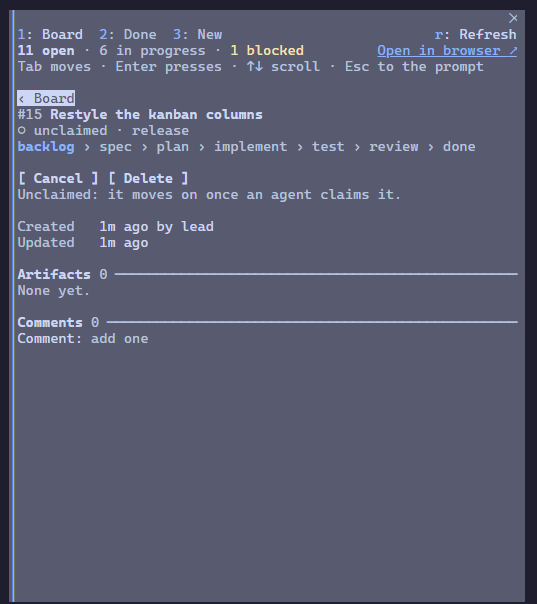 ×
1: Board  2: Done  3: New  r: Refresh
11 open · 6 in progress · 1 blocked  Open in browser ↗
Tab moves · Enter presses · ↑↓ scroll · Esc to the prompt
‹ Board
#15 Restyle the kanban columns
○ unclaimed · release
backlog › spec › plan › implement › test › review › done
[ Cancel ] [ Delete ]
Unclaimed: it moves on once an agent claims it.
Created  1m ago by lead
Updated  1m ago
Artifacts 0
None yet.
Comments 0
Comment: add one